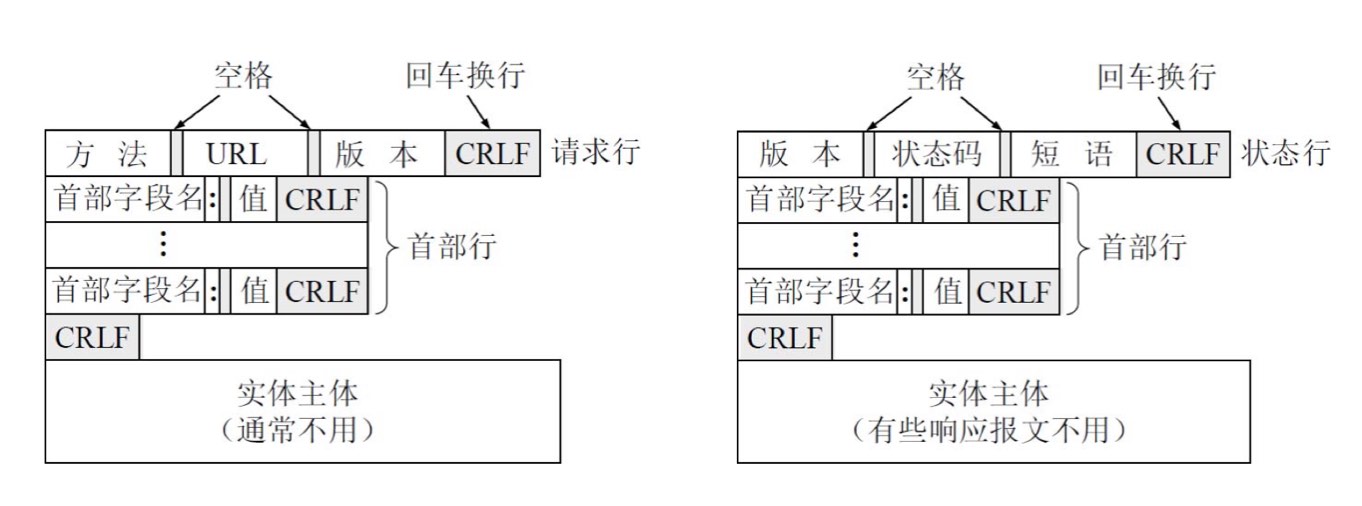 空格 回车换行
方 法 URL 版 本 CRLF 请求行
首部字段名: 值 CRLF
⋮
首部行
首部字段名: 值 CRLF
CRLF
实体主体
（通常不用）
空格 回车换行
版 本 状态码 短 语 CRLF 状态行
首部字段名: 值 CRLF
⋮
首部行
首部字段名: 值 CRLF
CRLF
实体主体
（有些响应报文不用）